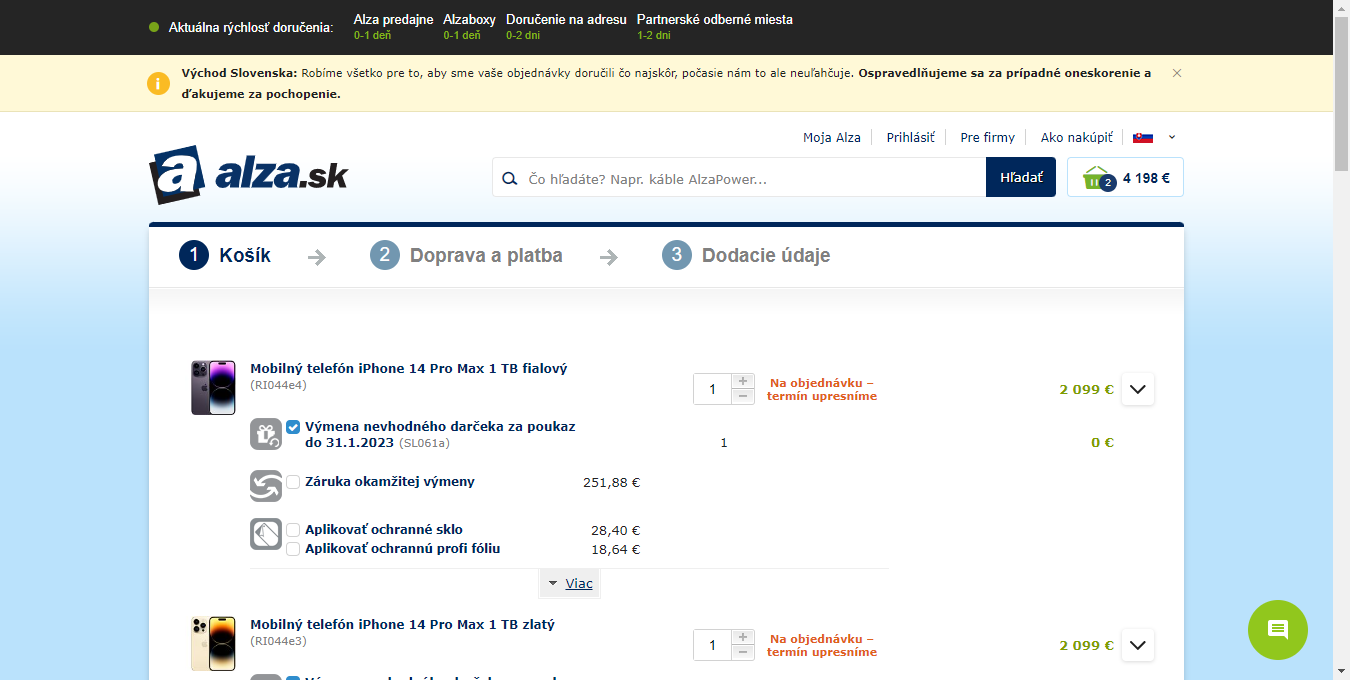 Aktuálna rýchlosť doručenia:
Alza predajne
0-1 deň
Alzaboxy
0-1 deň
Doručenie na adresu
0-2 dni
Partnerské odberné miesta
1-2 dni
Východ Slovenska: Robíme všetko pre to, aby sme vaše objednávky doručili čo najskôr, počasie nám to ale neuľahčuje. Ospravedlňujeme sa za prípadné oneskorenie a
ďakujeme za pochopenie.
Moja Alza
Prihlásiť
Pre firmy
Ako nakúpiť
alza.sk
Čo hľadáte? Napr. káble AlzaPower...
Hľadať
2
4 198 €
1 Košík
2 Doprava a platba
3 Dodacie údaje
Mobilný telefón iPhone 14 Pro Max 1 TB fialový
(RI044e4)
1
Na objednávku –
termín upresníme
2 099 €
Výmena nevhodného darčeka za poukaz
do 31.1.2023 (SL061a)
1
0 €
Záruka okamžitej výmeny
251,88 €
Aplikovať ochranné sklo
28,40 €
Aplikovať ochrannú profi fóliu
18,64 €
Viac
Mobilný telefón iPhone 14 Pro Max 1 TB zlatý
(RI044e3)
1
Na objednávku –
termín upresníme
2 099 €